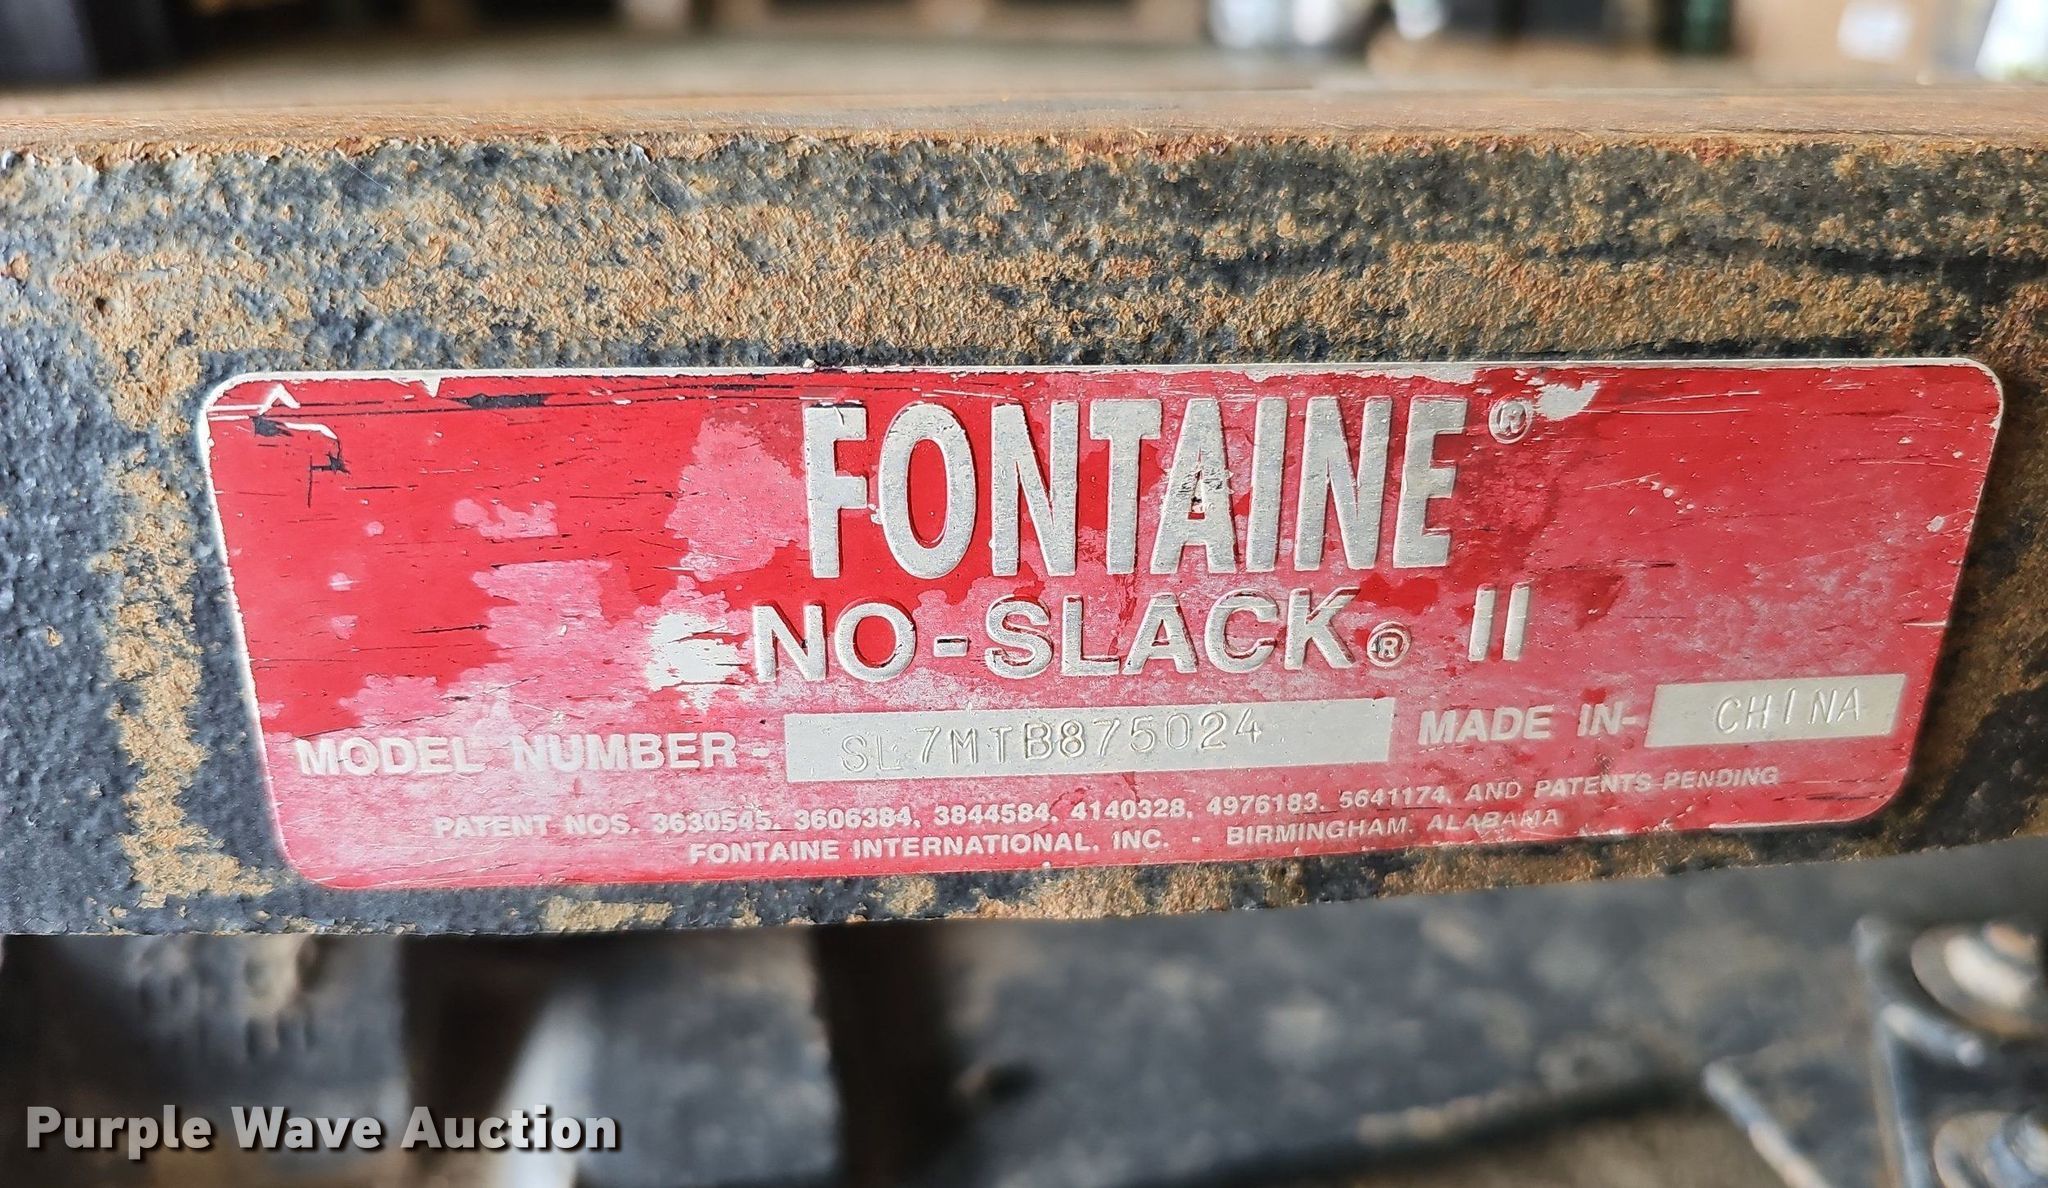 FONTAINE®
NO-SLACK® II
MODEL NUMBER - SL7MTB875024 MADE IN- CHINA
PATENT NOS. 3630545, 3606384, 3844584, 4140328, 4976183, 5641174, AND PATENTS PENDING
FONTAINE INTERNATIONAL, INC. - BIRMINGHAM, ALABAMA
Purple Wave Auction